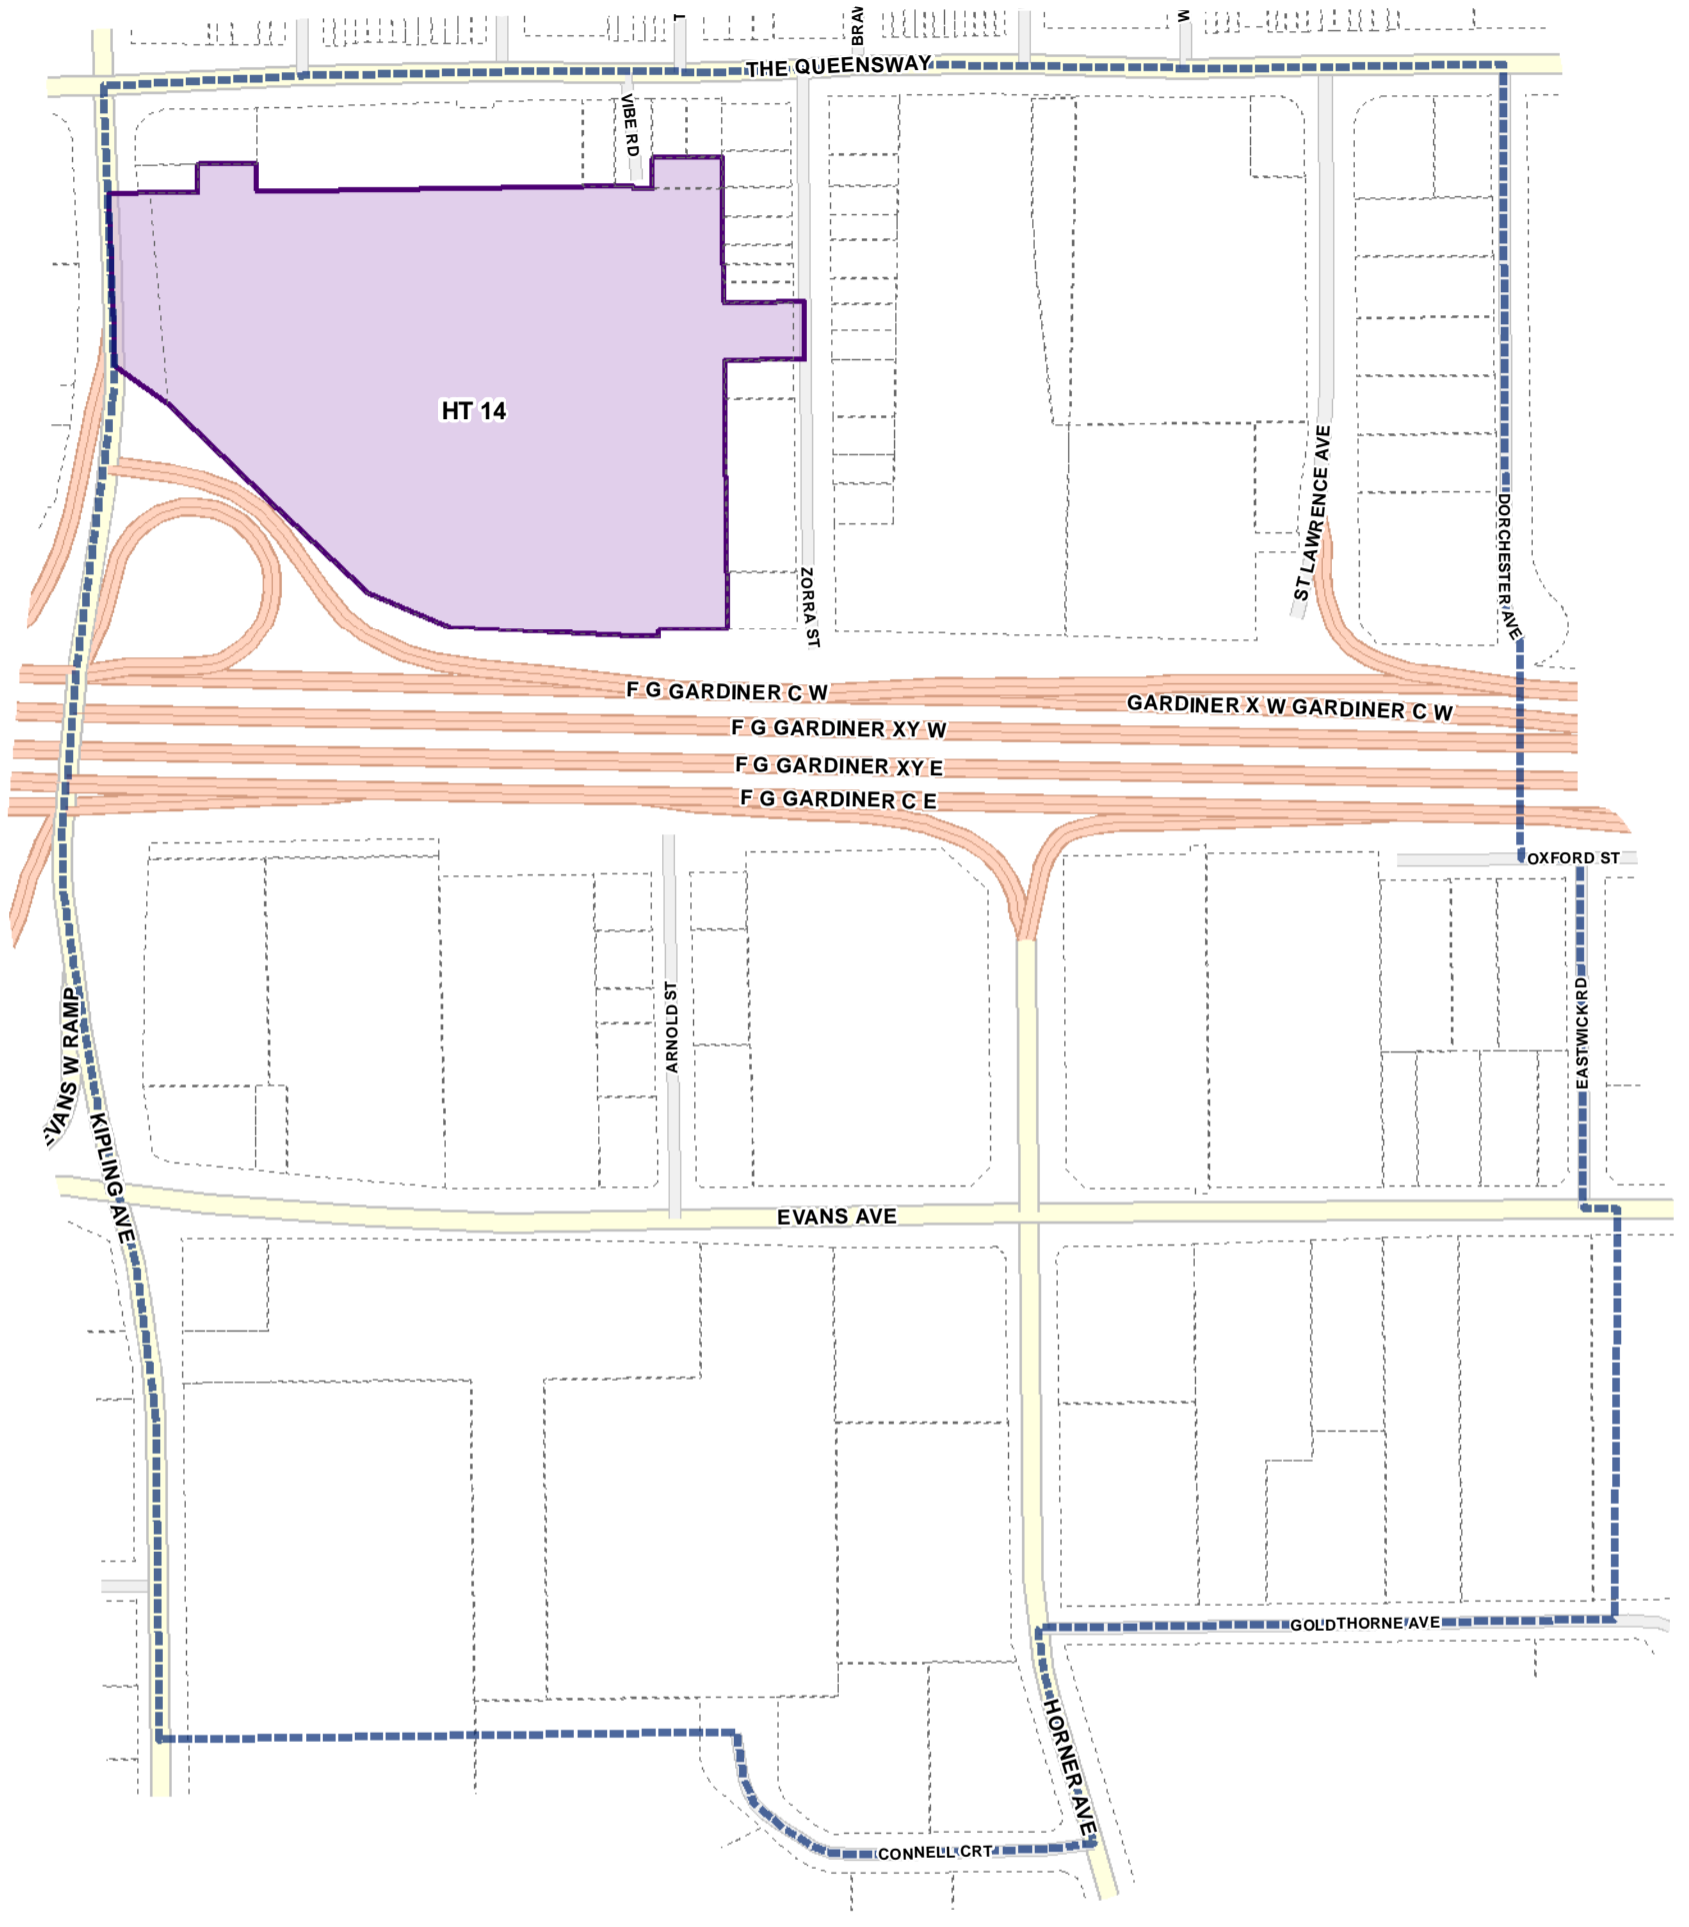 T
BRAV
W
THE QUEENSWAY
VIBE RD
HT 14
ST LAWRENCE AVE
DORCHESTER AVE
ZORRA ST
F G GARDINER C W
GARDINER X W GARDINER C W
F G GARDINER XY W
F G GARDINER XY E
F G GARDINER C E
OXFORD ST
EASTWICK RD
ARNOLD ST
EVANS W RAMP
KIPLING AVE
EVANS AVE
GOLDTHORNE AVE
HORNER AVE
CONNELL CRT